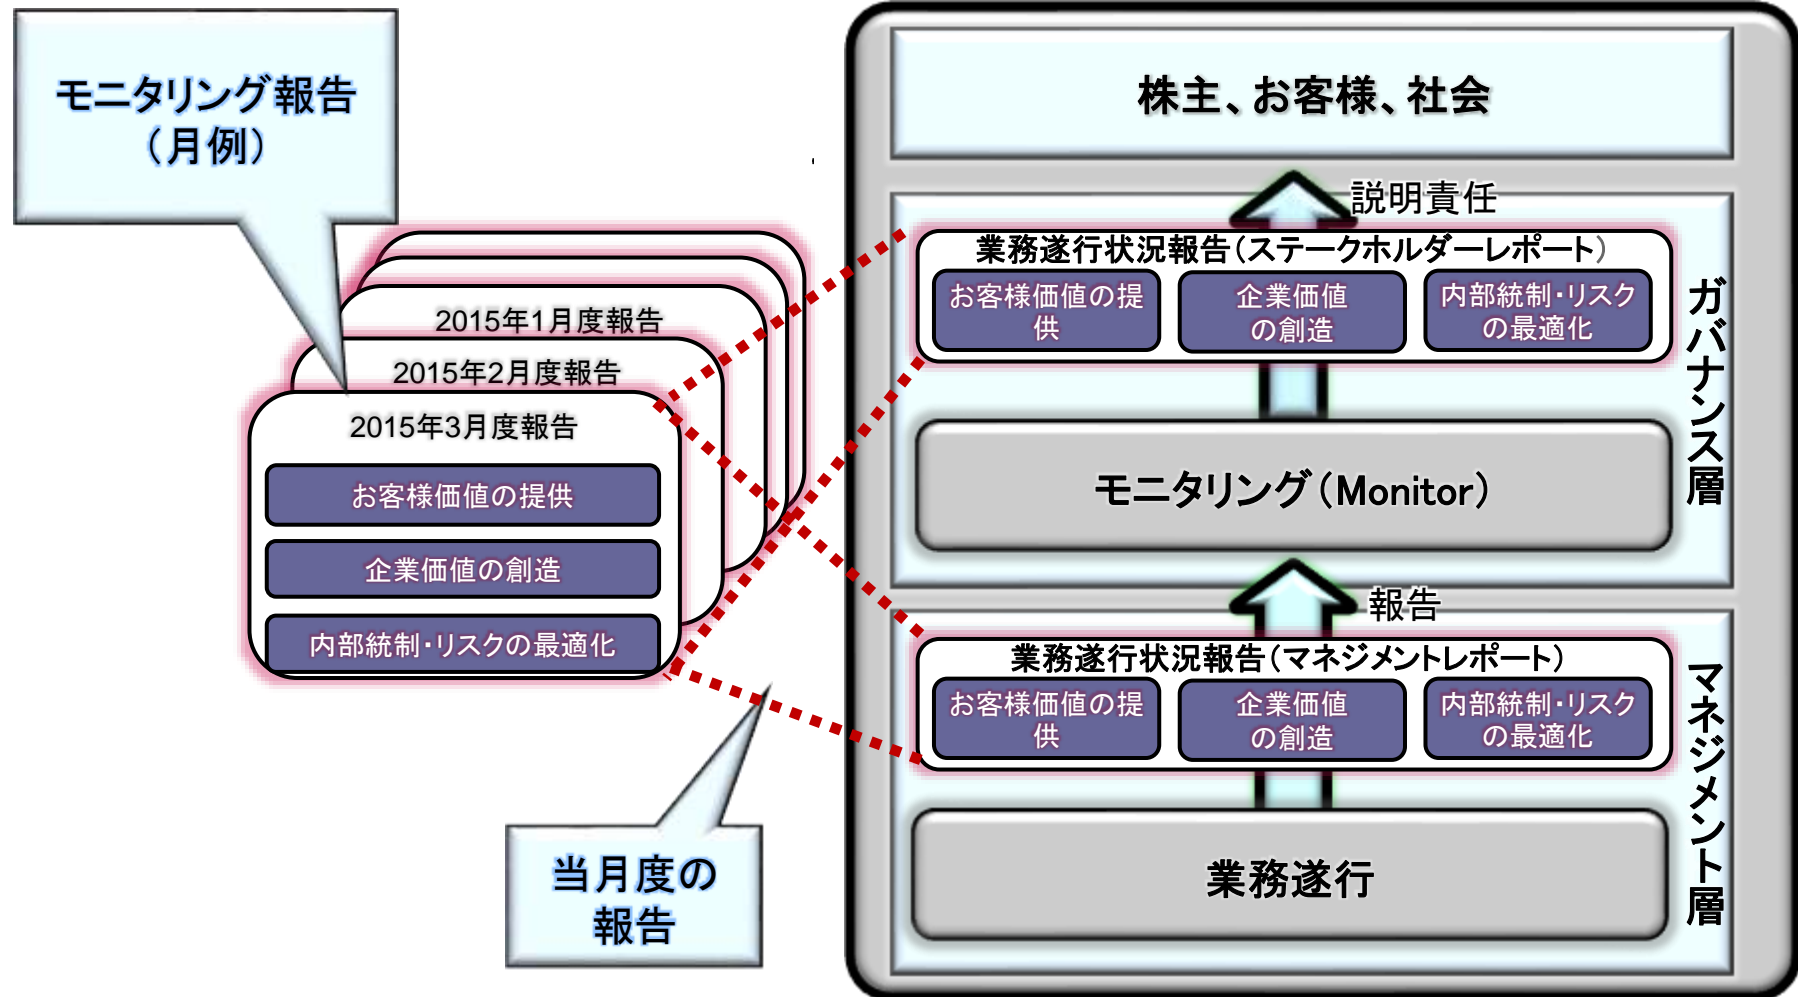 モニタリング報告
（月例）
2015年1月度報告
2015年2月度報告
2015年3月度報告
お客様価値の提供
企業価値の創造
内部統制・リスクの最適化
当月度の
報告
株主、お客様、社会
説明責任
業務遂行状況報告（ステークホルダーレポート）
お客様価値の提
供
企業価値
の創造
内部統制・リスク
の最適化
モニタリング（Monitor）
ガバナンス層
報告
業務遂行状況報告（マネジメントレポート）
お客様価値の提
供
企業価値
の創造
内部統制・リスク
の最適化
業務遂行
マネジメント層